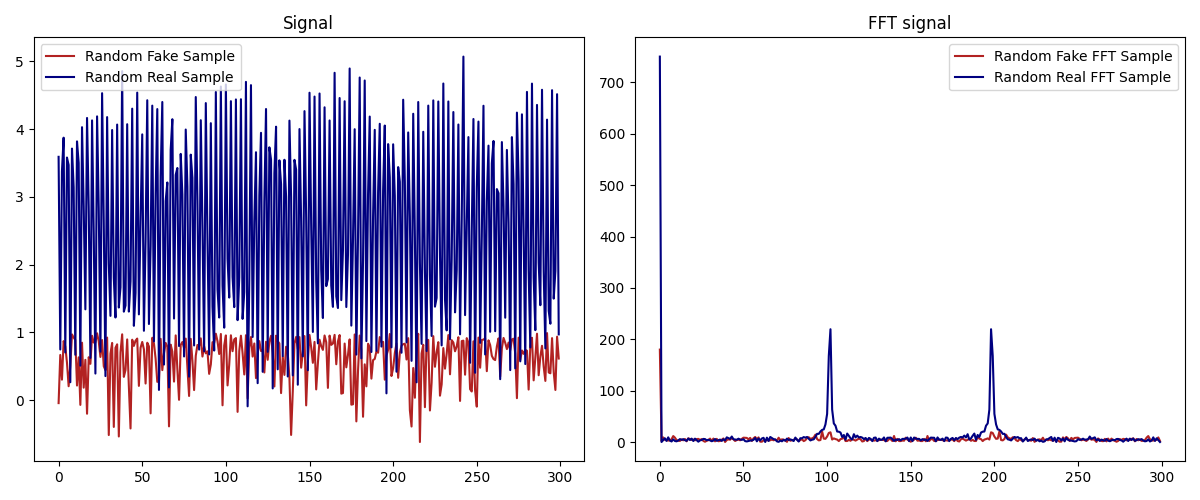 Signal
Random Fake Sample
Random Real Sample
5
4
3
2
1
0
0 50 100 150 200 250 300
FFT signal
Random Fake FFT Sample
Random Real FFT Sample
700
600
500
400
300
200
100
0
0 50 100 150 200 250 300